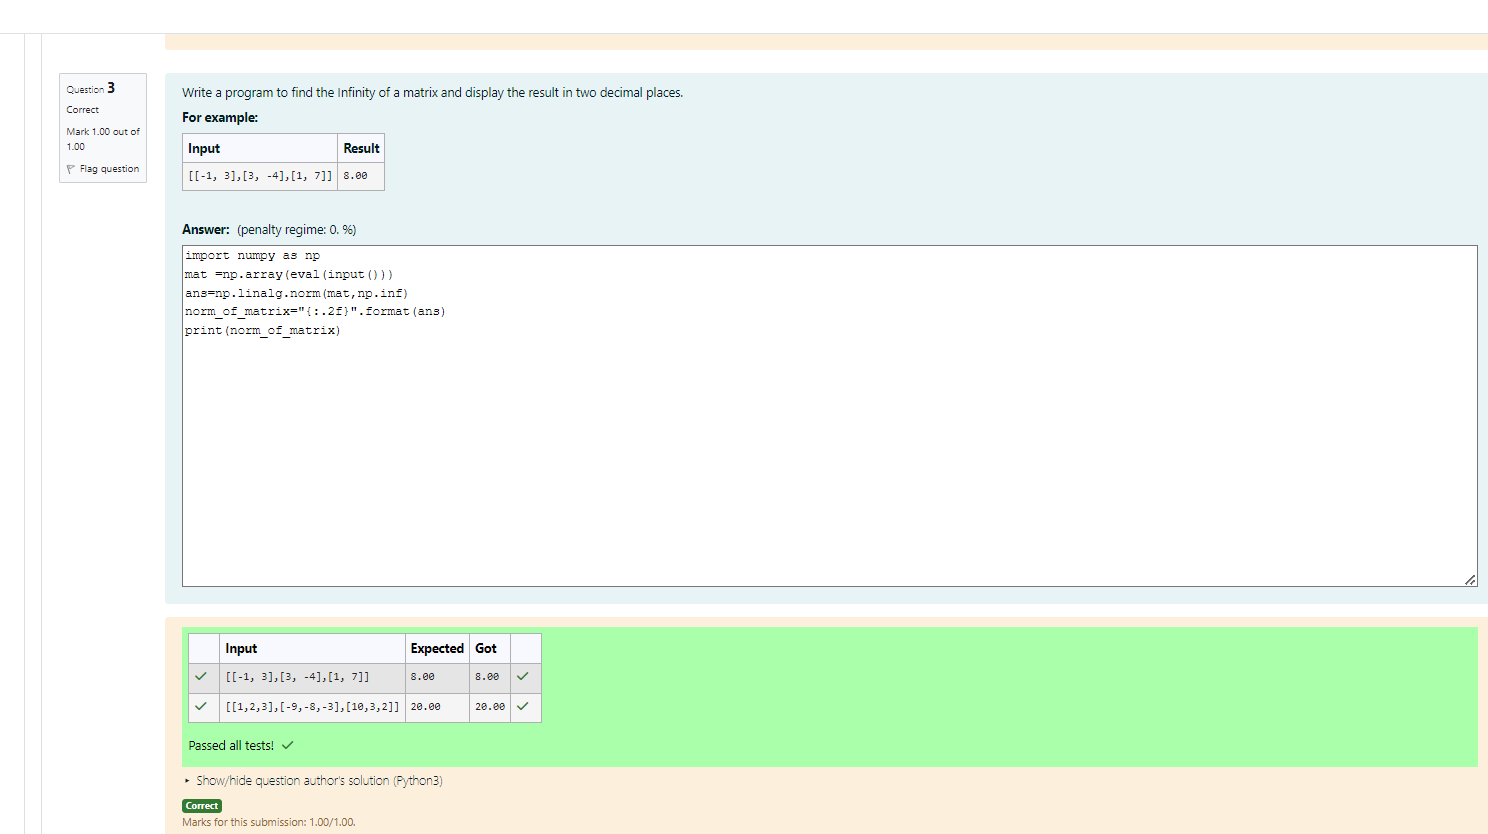 Question 3
Correct
Mark 1.00 out of
1.00
Flag question
Write a program to find the Infinity of a matrix and display the result in two decimal places.
For example:
Input Result
[[-1, 3],[3, -4],[1, 7]] 8.00
Answer: (penalty regime: 0. %)
import numpy as np
mat =np.array(eval(input()))
ans=np.linalg.norm(mat,np.inf)
norm_of_matrix="{:.2f}".format(ans)
print(norm_of_matrix)
Input Expected Got
[[-1, 3],[3, -4],[1, 7]] 8.00 8.00
[[1,2,3],[-9,-8,-3],[10,3,2]] 20.00 20.00
Passed all tests!
Show/hide question author's solution (Python3)
Correct
Marks for this submission: 1.00/1.00.